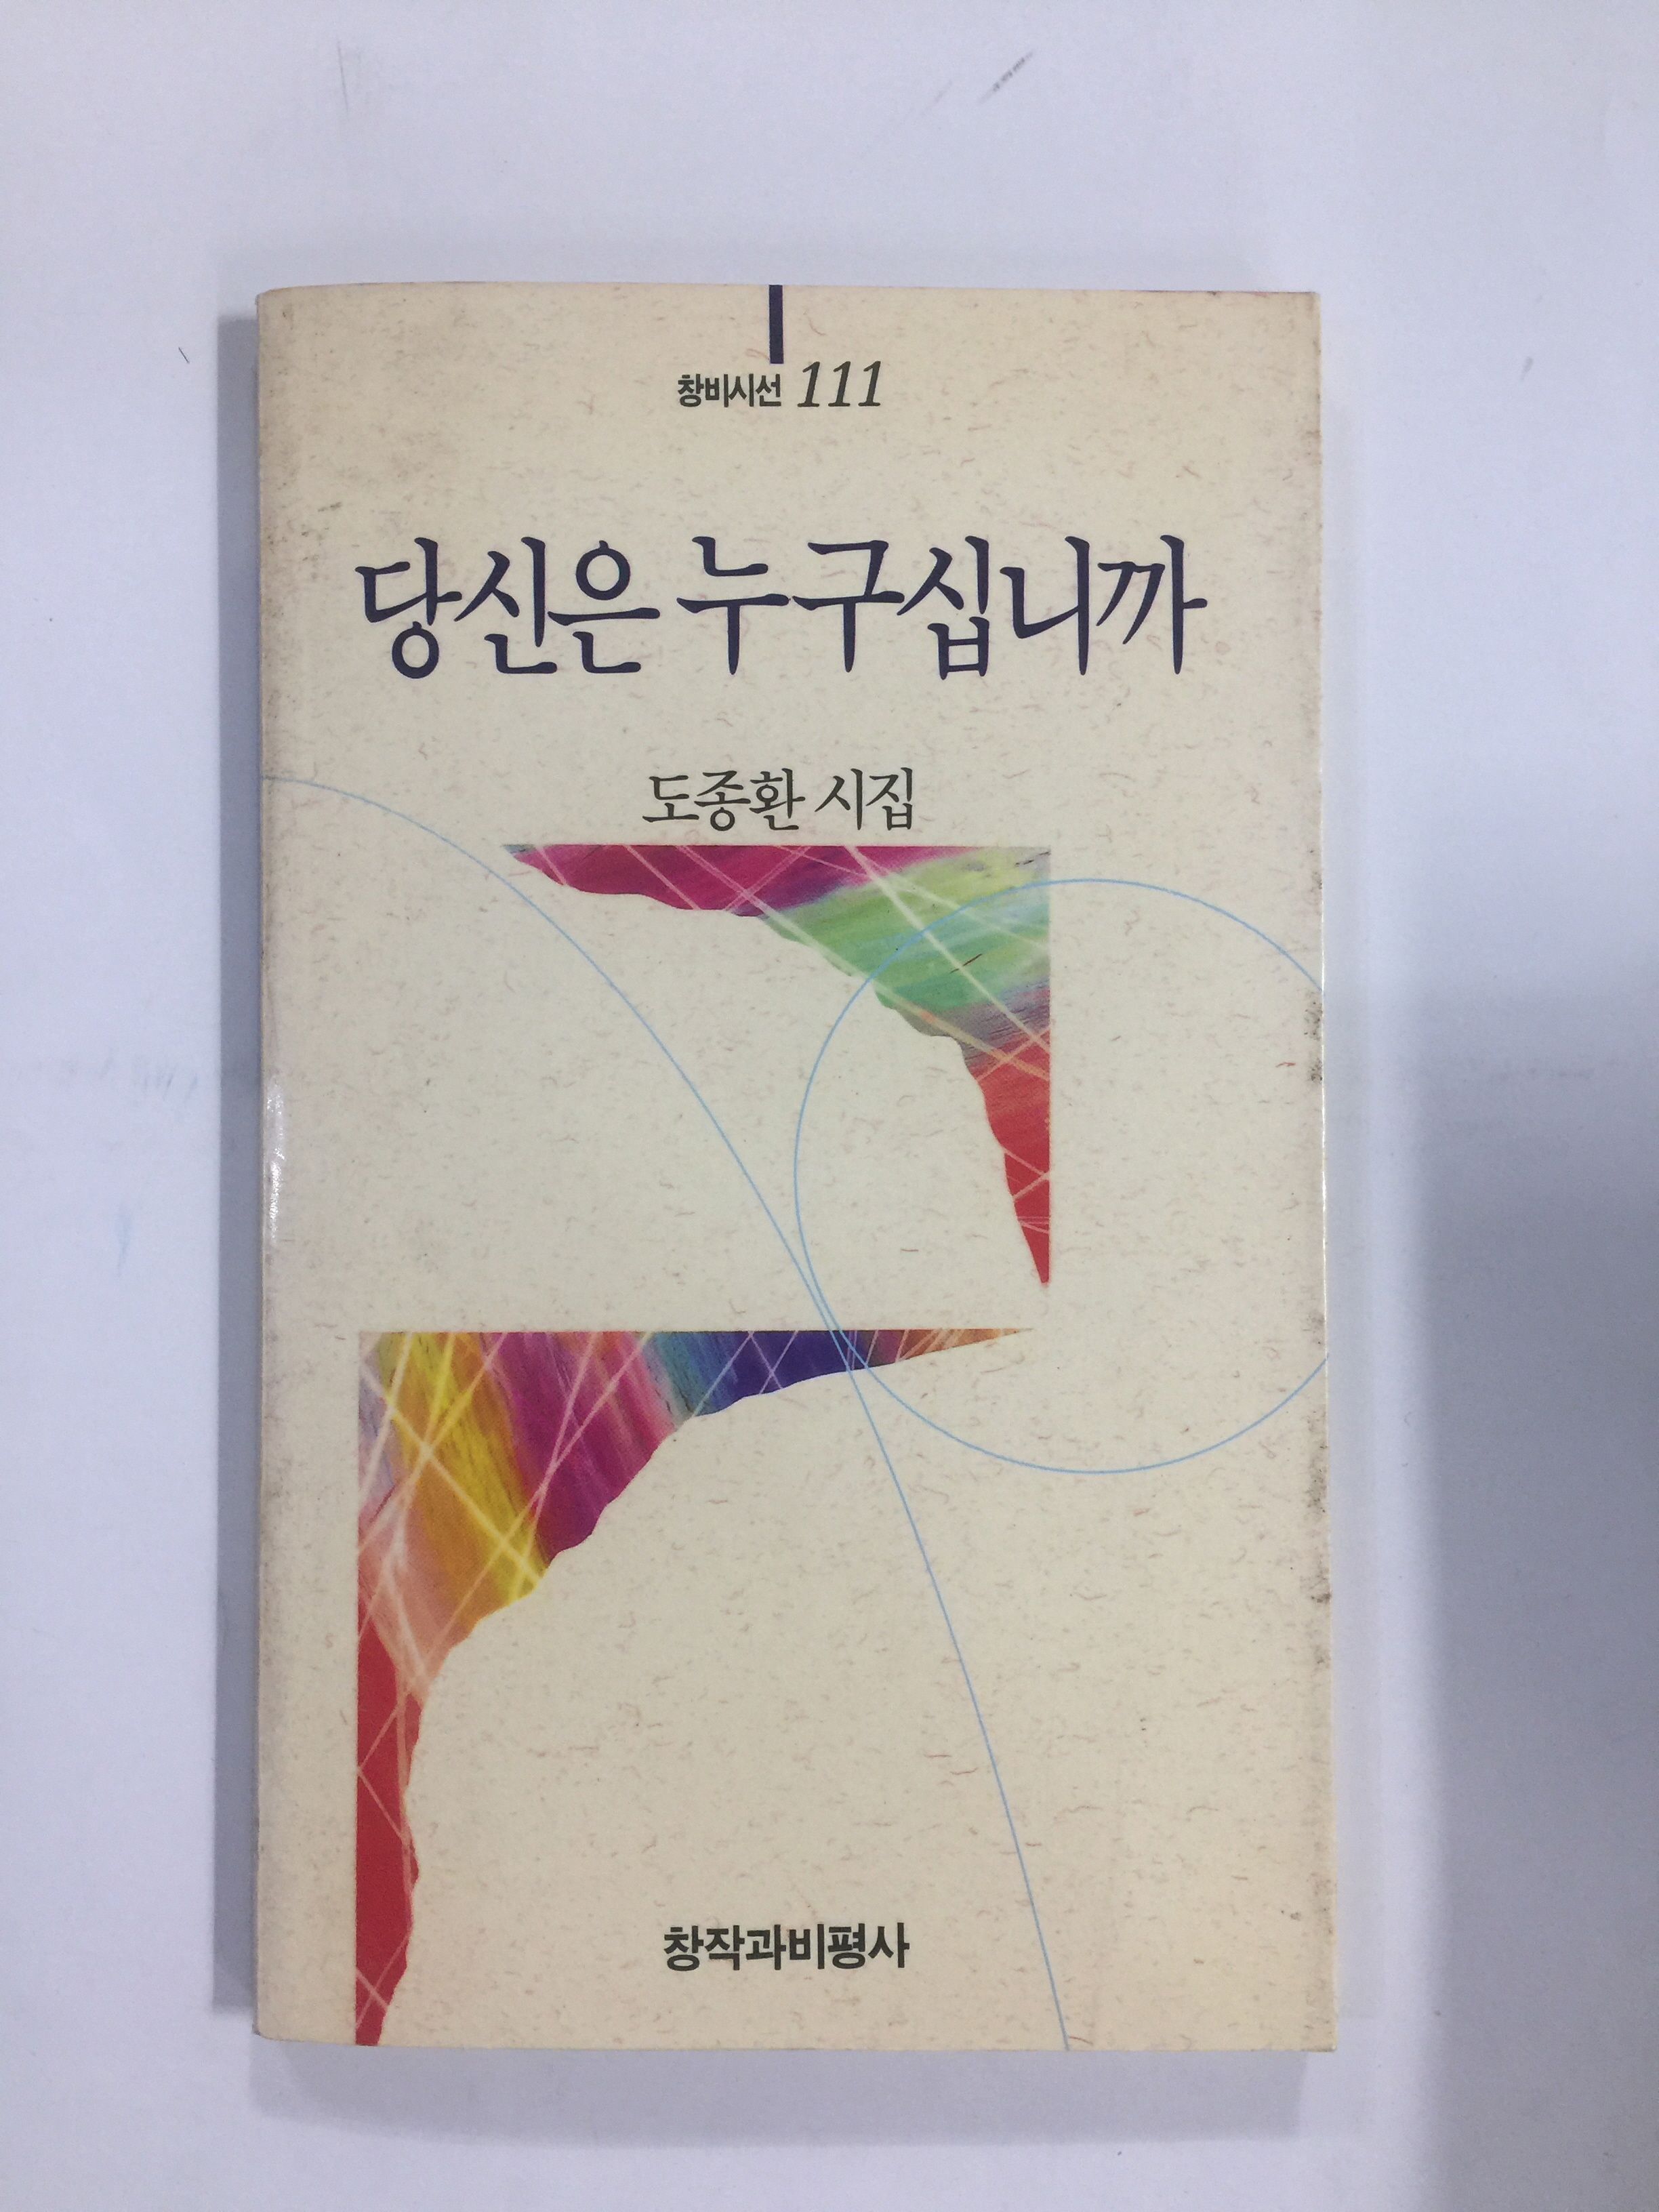 창비시선 111
당신은 누구십니까
도종환 시집
창작과비평사